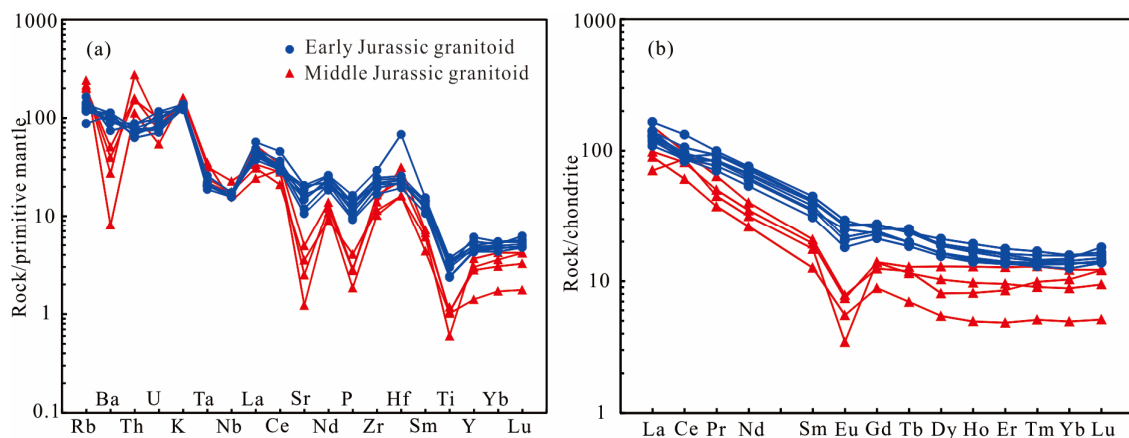 1000
100
10
1
0.1
Rock/primitive mantle
(a)
Early Jurassic granitoid
Middle Jurassic granitoid
Ba U Ta La Sr P Hf Ti Yb
Rb Th K Nb Ce Nd Zr Sm Y Lu
1000
100
10
1
Rock/chondrite
(b)
La Ce Pr Nd Sm Eu Gd Tb Dy Ho Er Tm Yb Lu